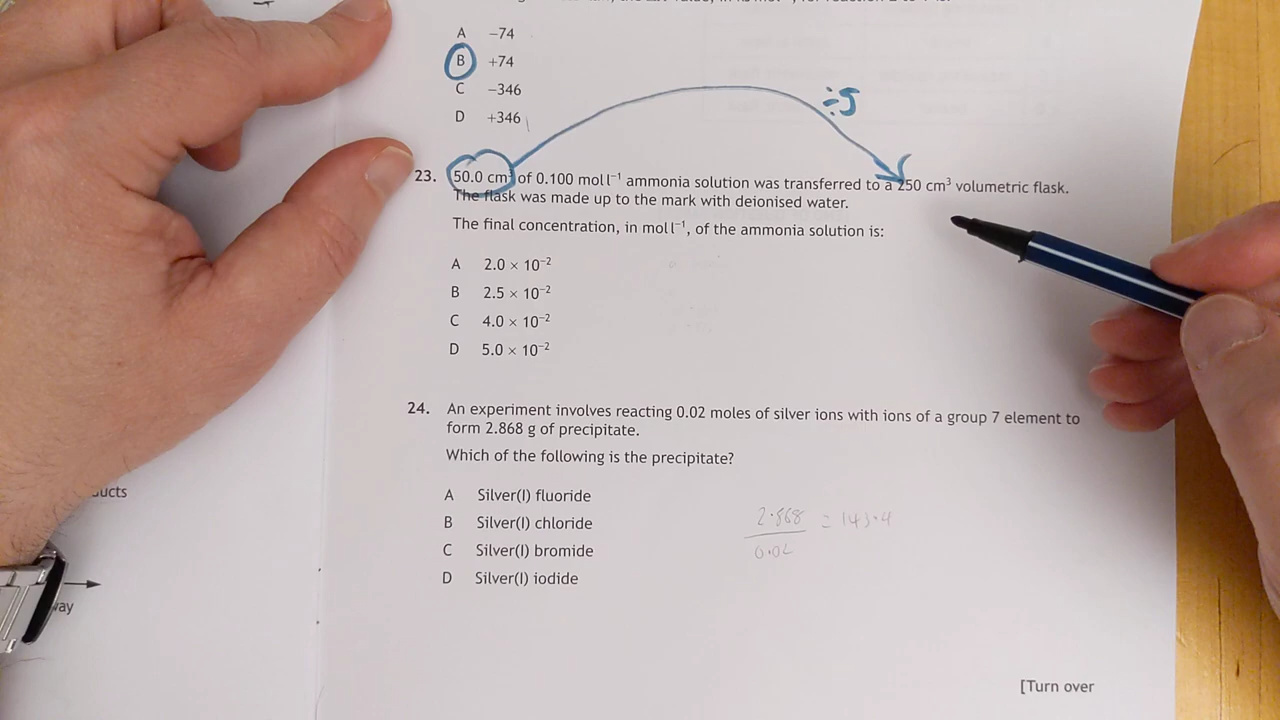 A −74
B +74
C −346
D +346
÷5
23. 50.0 cm³ of 0.100 mol l⁻¹ ammonia solution was transferred to a 250 cm³ volumetric flask.
The flask was made up to the mark with deionised water.
The final concentration, in mol l⁻¹, of the ammonia solution is:
A 2.0 × 10⁻²
B 2.5 × 10⁻²
C 4.0 × 10⁻²
D 5.0 × 10⁻²
24. An experiment involves reacting 0.02 moles of silver ions with ions of a group 7 element to
form 2.868 g of precipitate.
Which of the following is the precipitate?
A Silver(I) fluoride
B Silver(I) chloride
C Silver(I) bromide
D Silver(I) iodide
2.868 = 143.4
0.02
[Turn over